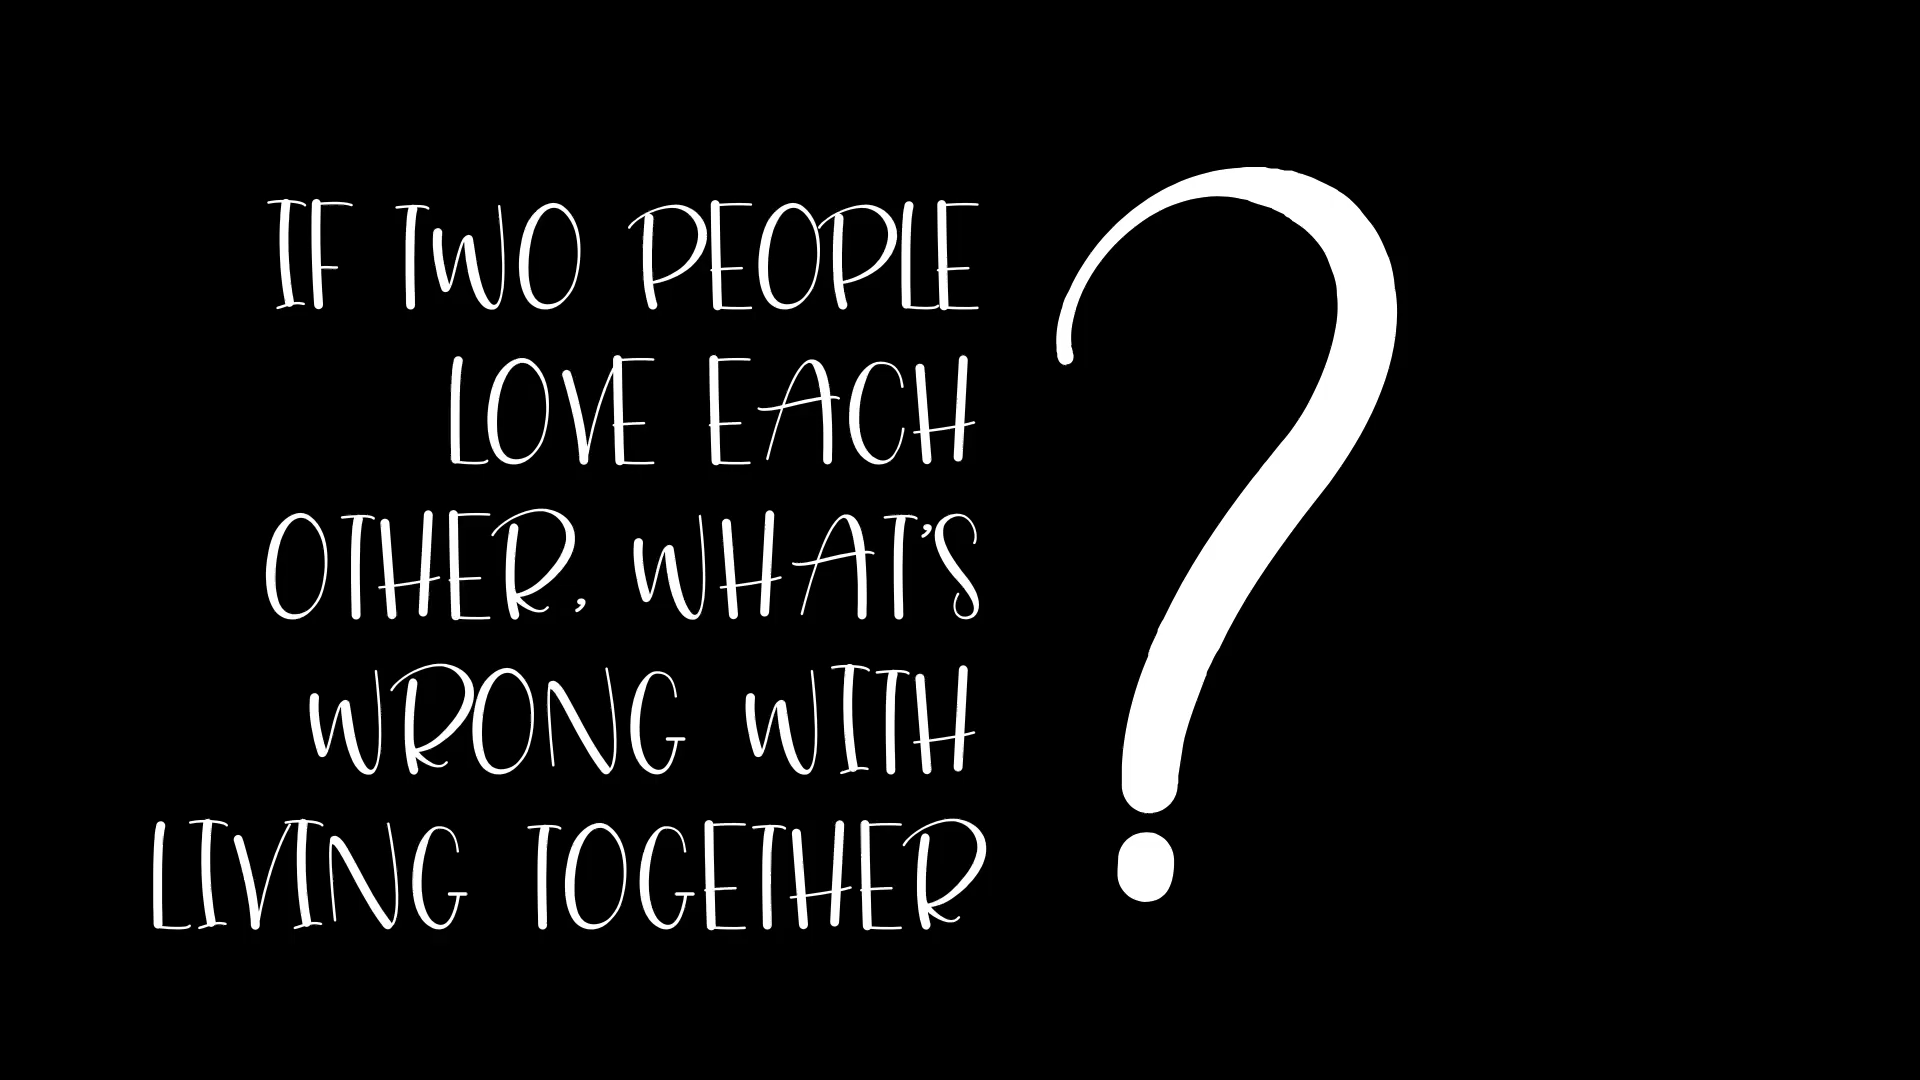 IF TWO PEOPLE
LOVE EACH
OTHER, WHAT'S
WRONG WITH
LIVING TOGETHER
?